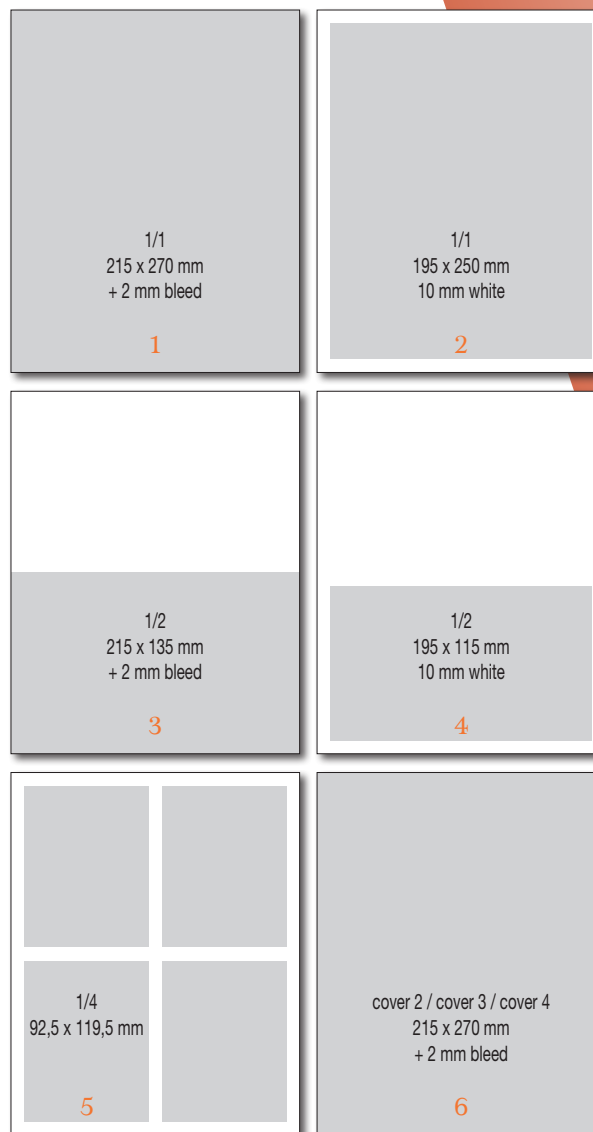 1/1
215 x 270 mm
+ 2 mm bleed
1
1/1
195 x 250 mm
10 mm white
2
1/2
215 x 135 mm
+ 2 mm bleed
3
1/2
195 x 115 mm
10 mm white
4
1/4
92,5 x 119,5 mm
5
cover 2 / cover 3 / cover 4
215 x 270 mm
+ 2 mm bleed
6